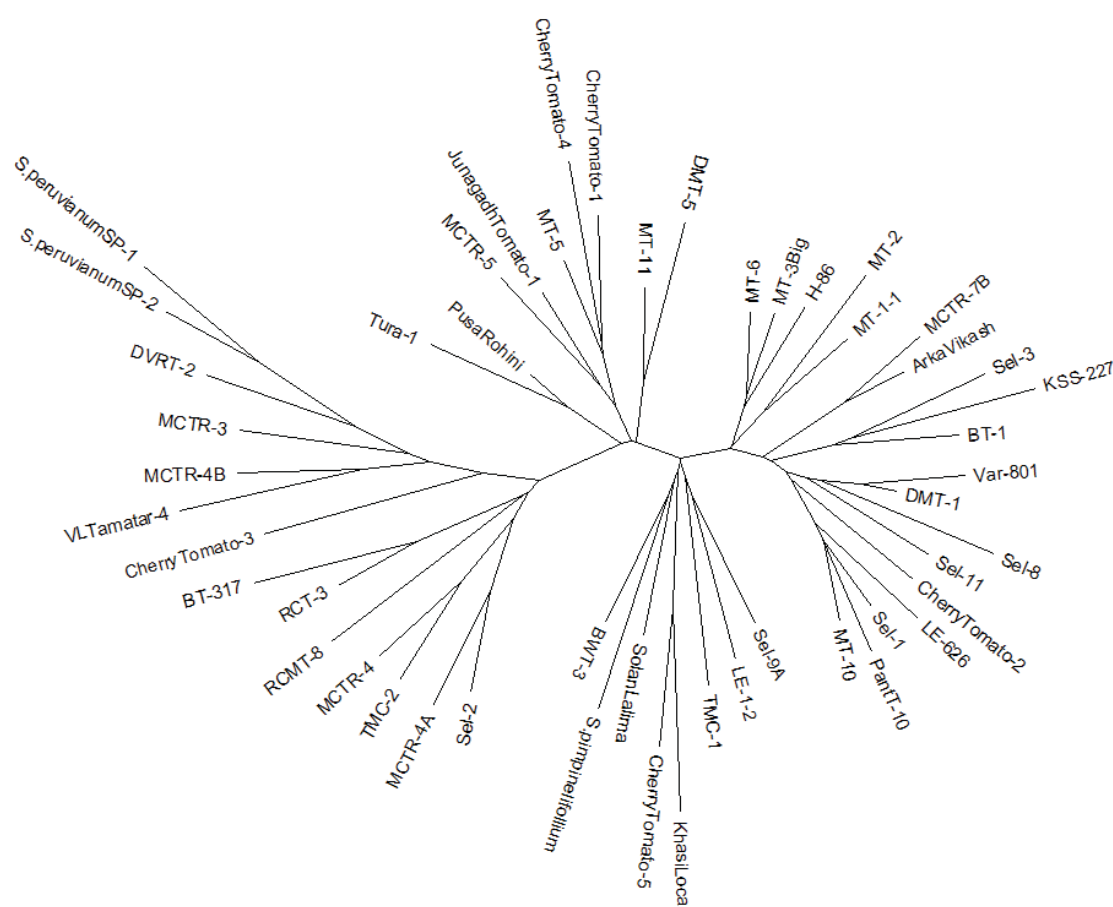 CherryTomato-4
CherryTomato-1
DMT-5
JunagadhTomato-1
MT-5
MCTR-5
MT-11
MT-6
MT-3Big
H-86
MT-2
MT-1-1
MCTR-7B
ArkaVikash
Sel-3
KSS-227
BT-1
Var-801
DMT-1
Sel-8
Sel-11
CherryTomato-2
LE-626
Sel-1
PantT-10
MT-10
Sel-9A
LE-1-2
TMC-1
KhasiLoca
CherryTomato-5
SolanLalima
S.pimpinelifollium
BWT-3
Sel-2
MCTR-4A
TMC-2
MCTR-4
RCMT-8
RCT-3
BT-317
CherryTomato-3
VLTamatar-4
MCTR-4B
MCTR-3
DVRT-2
S.peruvianumSP-2
S.peruvianumSP-1
Tura-1
PusaRohini